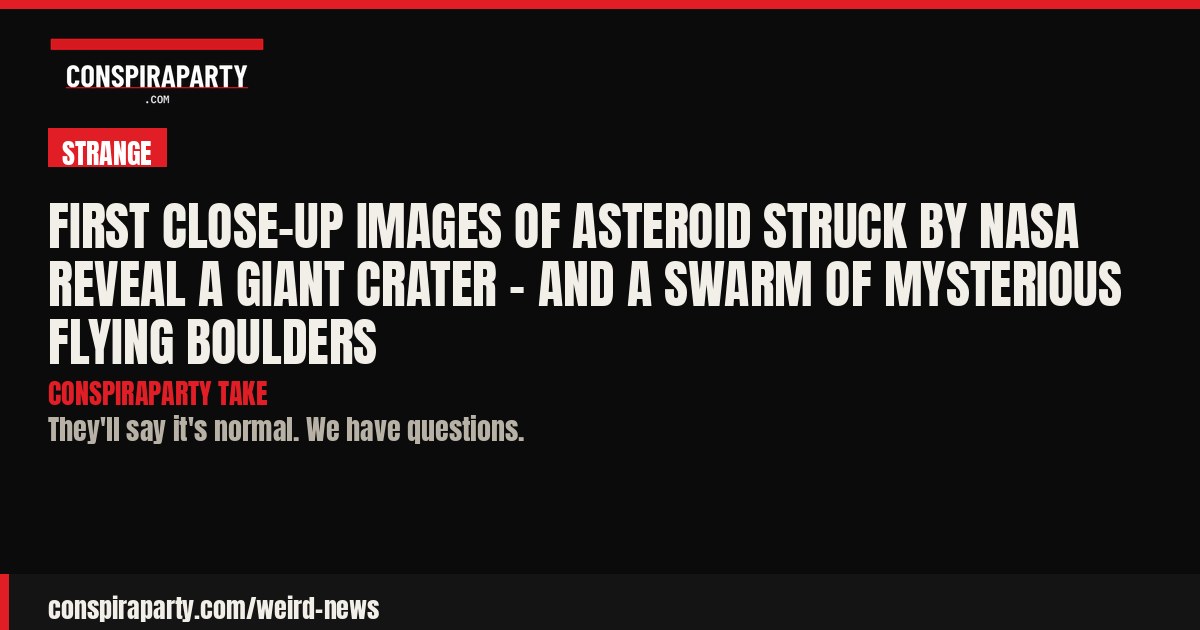 CONSPIRAPARTY
.COM
STRANGE
FIRST CLOSE-UP IMAGES OF ASTEROID STRUCK BY NASA
REVEAL A GIANT CRATER - AND A SWARM OF MYSTERIOUS
FLYING BOULDERS
CONSPIRAPARTY TAKE
They'll say it's normal. We have questions.
conspiraparty.com/weird-news